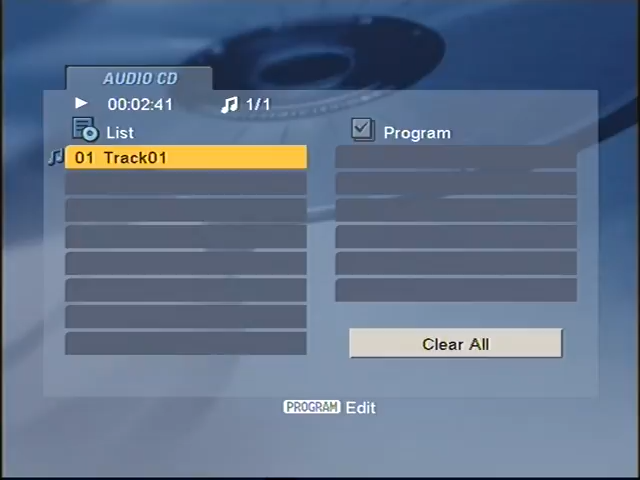 AUDIO CD
00:02:41 1/1
List
Program
01 Track01
Clear All
PROGRAM Edit